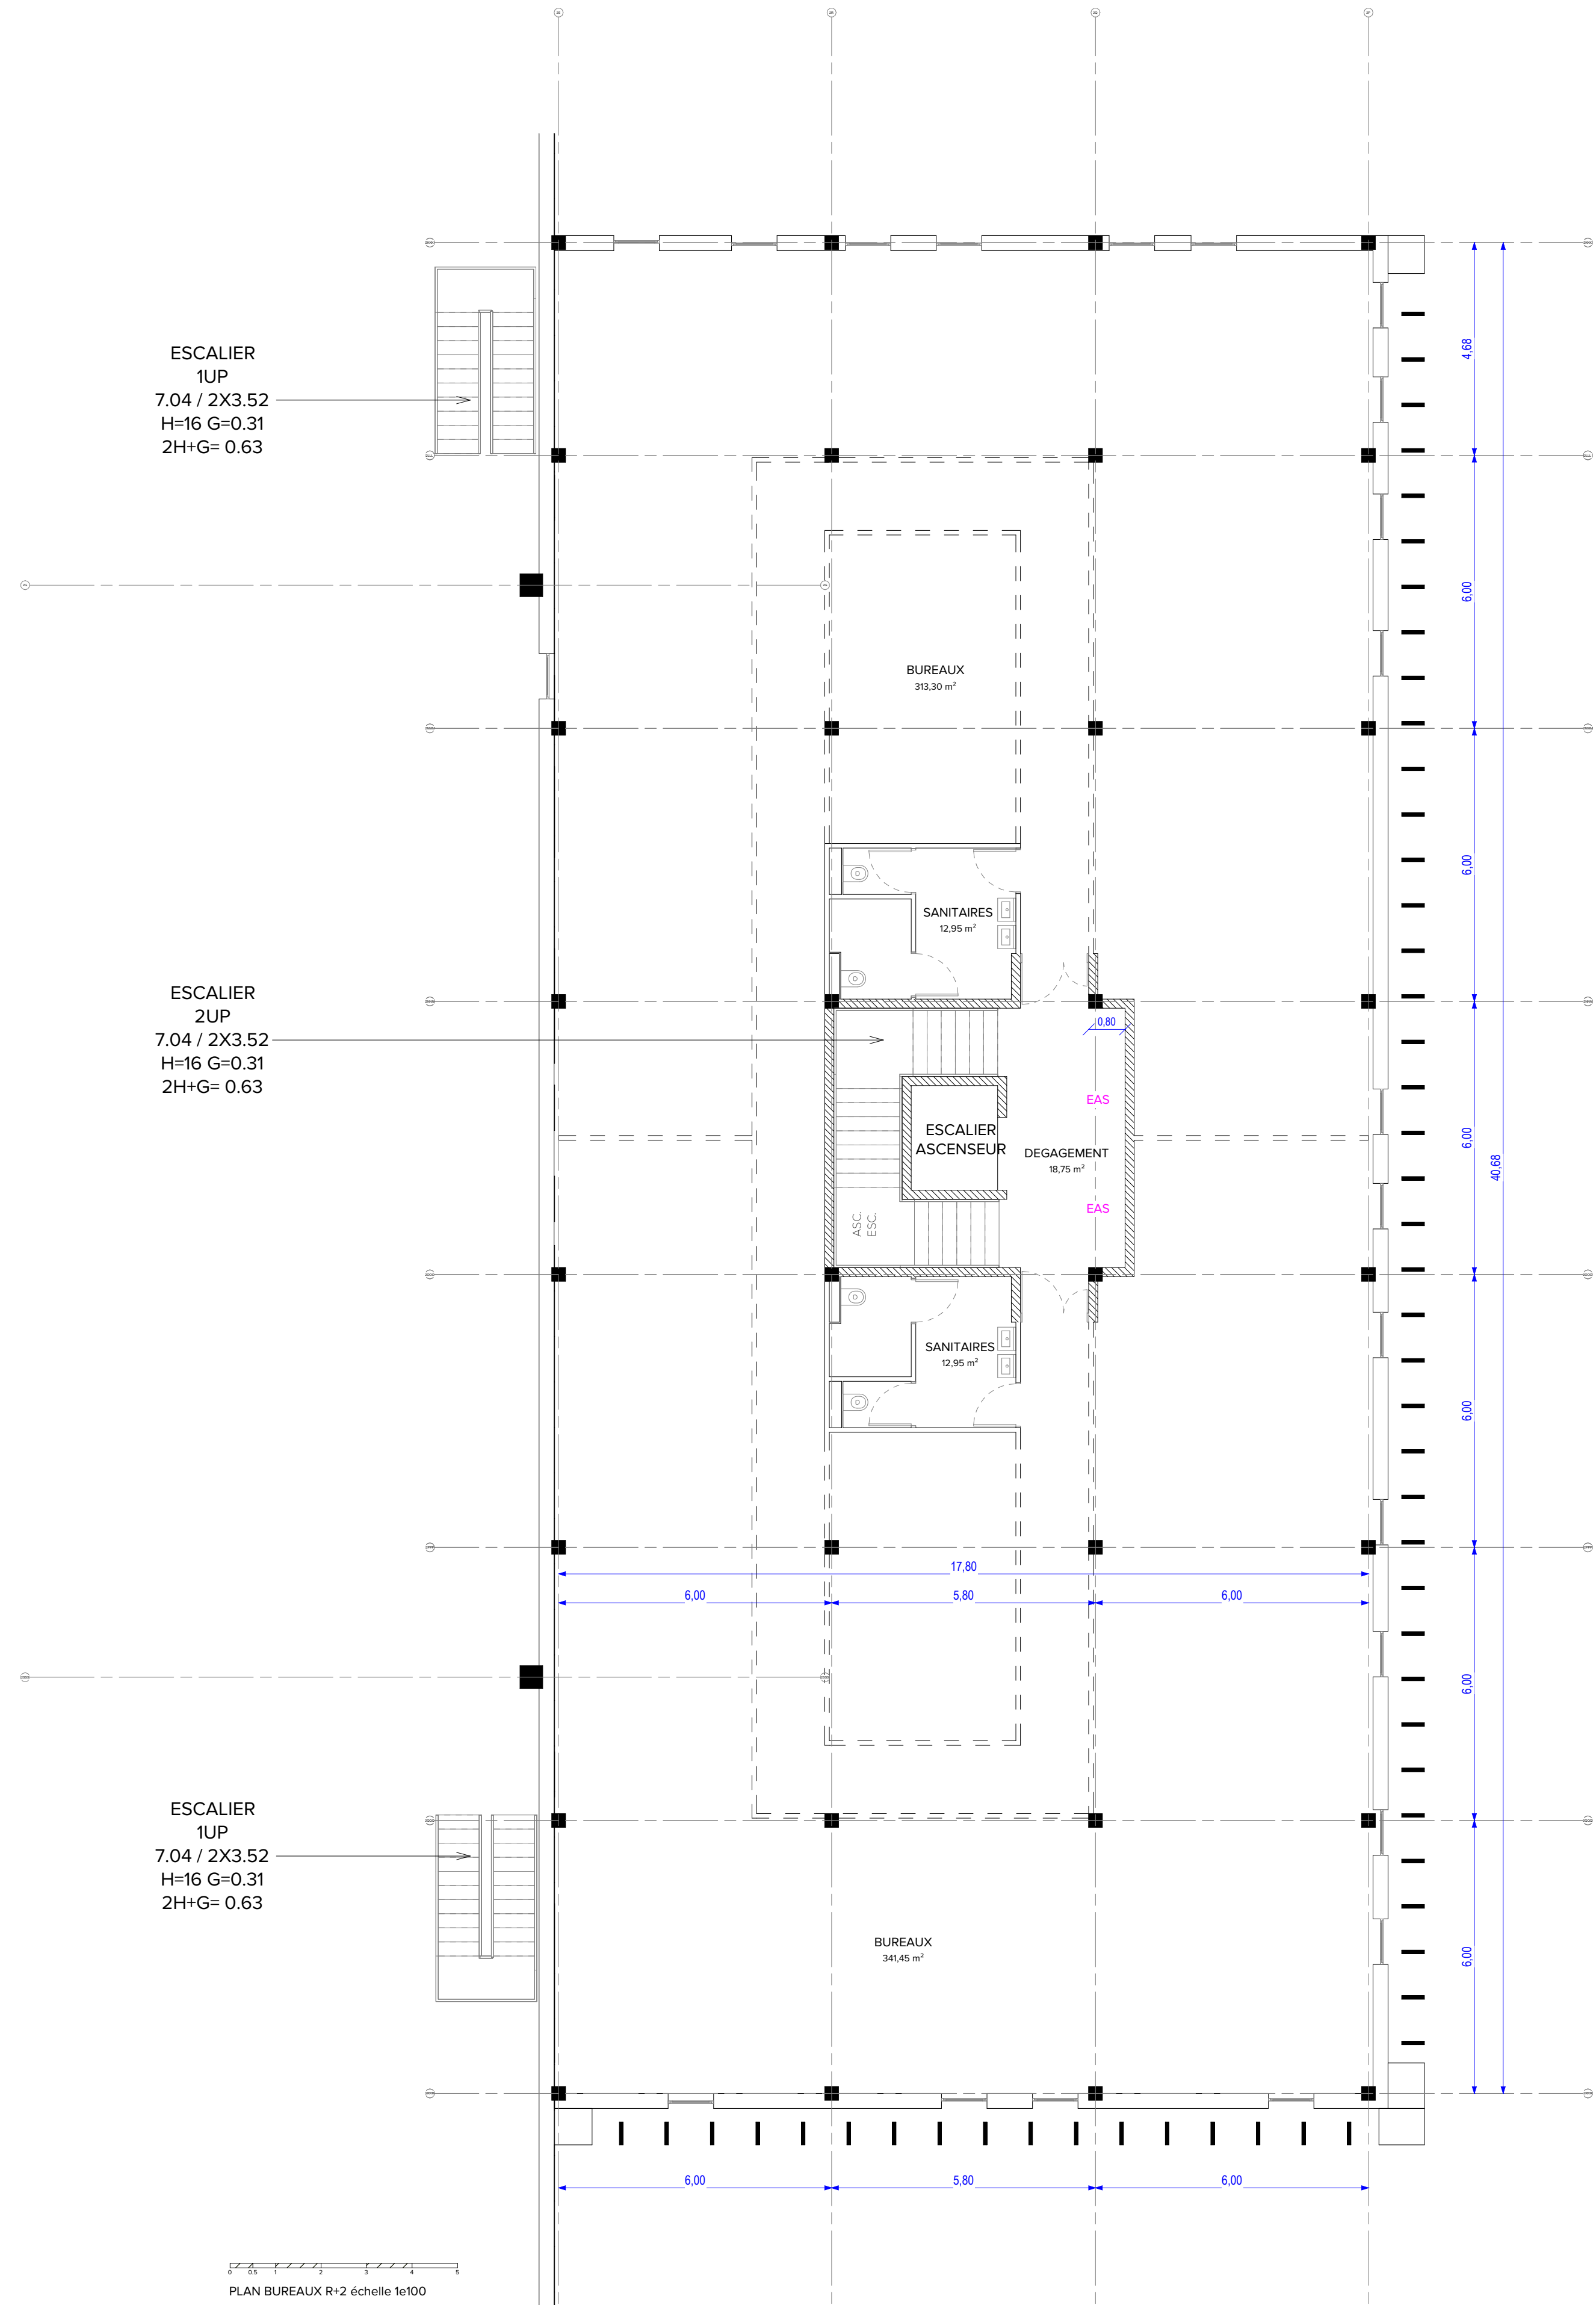 ESCALIER
1UP
7.04 / 2X3.52
H=16 G=0.31
2H+G= 0.63
4,68
6,00
BUREAUX
313,30 m²
6,00
SANITAIRES
12,95 m²
ESCALIER
2UP
7.04 / 2X3.52
H=16 G=0.31
2H+G= 0.63
0,80
EAS
ESCALIER
ASCENSEUR
DEGAGEMENT
18,75 m²
EAS
ASC.
ESC.
6,00
40,68
SANITAIRES
12,95 m²
6,00
17,80
6,00
5,80
6,00
6,00
ESCALIER
1UP
7.04 / 2X3.52
H=16 G=0.31
2H+G= 0.63
BUREAUX
341,45 m²
6,00
6,00
5,80
6,00
0 0.5 1 2 3 4 5
PLAN BUREAUX R+2 échelle 1e100